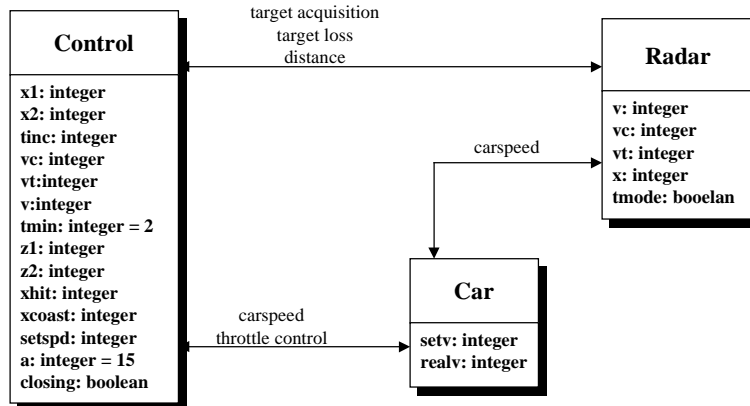 Control
x1: integer
x2: integer
tinc: integer
vc: integer
vt:integer
v:integer
tmin: integer = 2
z1: integer
z2: integer
xhit: integer
xcoast: integer
setspd: integer
a: integer = 15
closing: boolean
target acquisition
target loss
distance
Radar
v: integer
vc: integer
vt: integer
x: integer
tmode: booelan
carspeed
Car
setv: integer
realv: integer
carspeed
throttle control